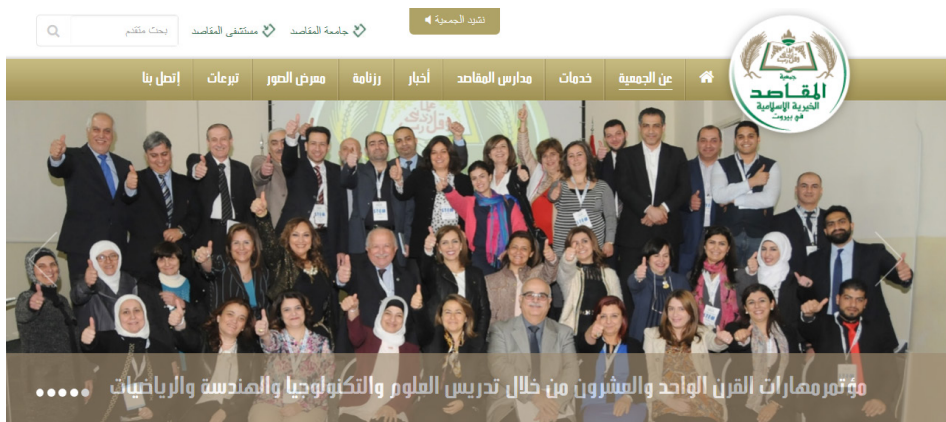 نشيد الجمعية
جامعة المقاصد
مستشفى المقاصد
بحث متقدم
عن الجمعية
خدمات
مدارس المقاصد
أخبار
رزنامة
معرض الصور
تبرعات
إتصل بنا
وقل رب
جمعية
المقاصد
الخيرية الإسلامية
في بيروت
مؤتمر مهارات القرن الواحد والعشرون من خلال تدريس العلوم والتكنولوجيا والهندسة والرياضيات